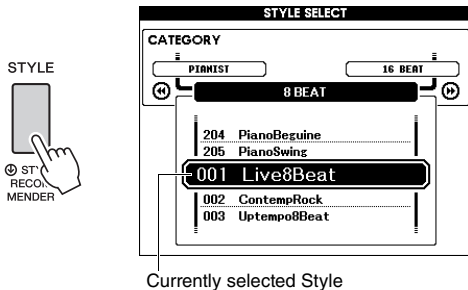 STYLE SELECT
CATEGORY
PIANIST
16 BEAT
8 BEAT
STYLE
204 PianoBeguine
205 PianoSwing
001 Live8Beat
002 ContempRock
003 Uptempo8Beat
MENDER
Currently selected Style